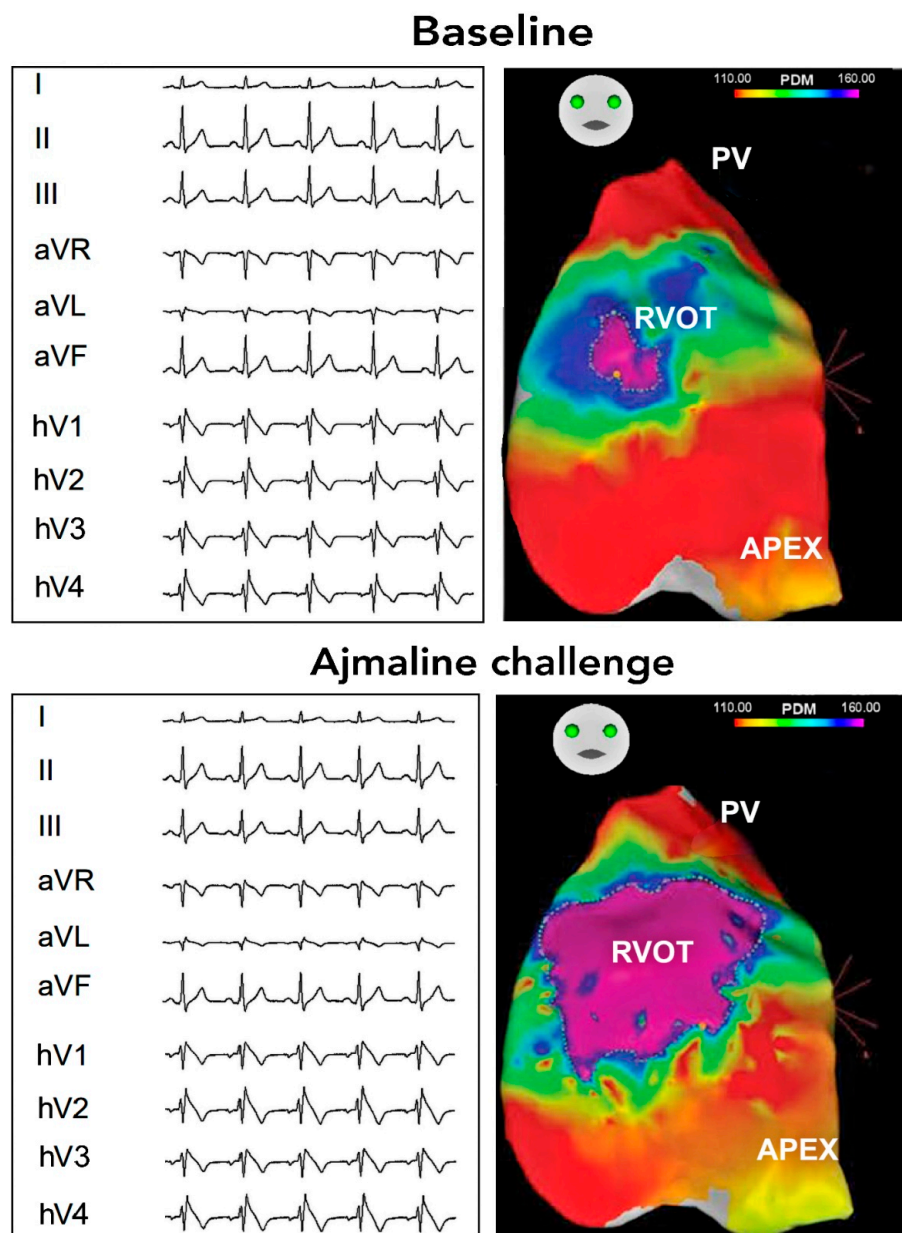 Baseline
I
II
III
aVR
aVL
aVF
hV1
hV2
hV3
hV4
110.00 PDM 160.00
PV
RVOT
APEX
Ajmaline challenge
I
II
III
aVR
aVL
aVF
hV1
hV2
hV3
hV4
110.00 PDM 160.00
PV
RVOT
APEX